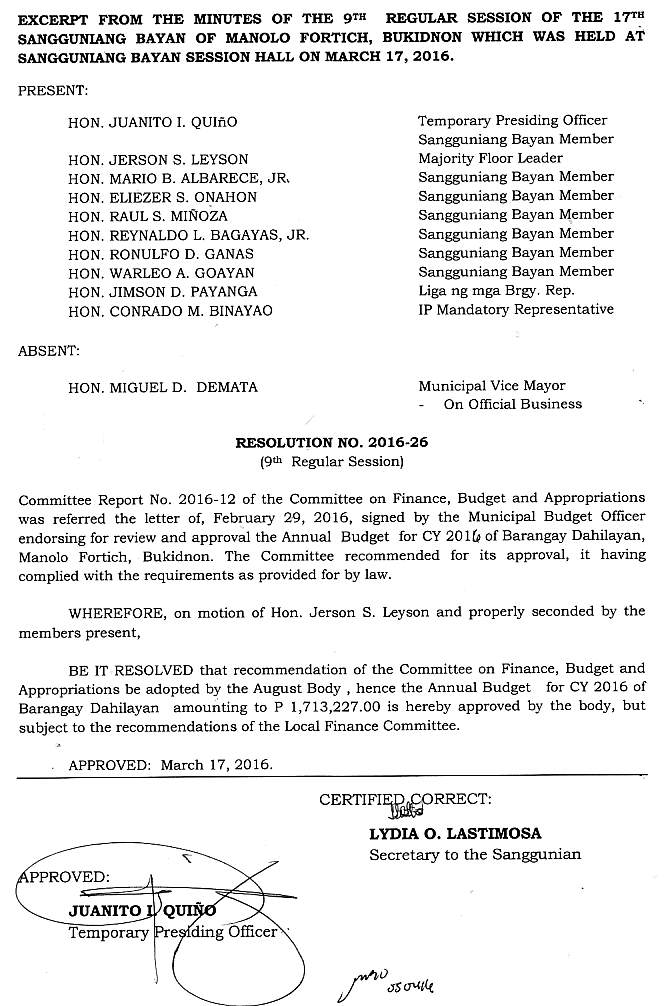 EXCERPT FROM THE MINUTES OF THE 9TH REGULAR SESSION OF THE 17TH
SANGGUNIANG BAYAN OF MANOLO FORTICH, BUKIDNON WHICH WAS HELD AT
SANGGUNIANG BAYAN SESSION HALL ON MARCH 17, 2016.
PRESENT:
HON. JUANITO I. QUIñO Temporary Presiding Officer
Sangguniang Bayan Member
HON. JERSON S. LEYSON Majority Floor Leader
HON. MARIO B. ALBARECE, JR. Sangguniang Bayan Member
HON. ELIEZER S. ONAHON Sangguniang Bayan Member
HON. RAUL S. MIÑOZA Sangguniang Bayan Member
HON. REYNALDO L. BAGAYAS, JR. Sangguniang Bayan Member
HON. RONULFO D. GANAS Sangguniang Bayan Member
HON. WARLEO A. GOAYAN Sangguniang Bayan Member
HON. JIMSON D. PAYANGA Liga ng mga Brgy. Rep.
HON. CONRADO M. BINAYAO IP Mandatory Representative
ABSENT:
HON. MIGUEL D. DEMATA Municipal Vice Mayor
- On Official Business
RESOLUTION NO. 2016-26
(9th Regular Session)
Committee Report No. 2016-12 of the Committee on Finance, Budget and Appropriations
was referred the letter of, February 29, 2016, signed by the Municipal Budget Officer
endorsing for review and approval the Annual Budget for CY 2016 of Barangay Dahilayan,
Manolo Fortich, Bukidnon. The Committee recommended for its approval, it having
complied with the requirements as provided for by law.
WHEREFORE, on motion of Hon. Jerson S. Leyson and properly seconded by the
members present,
BE IT RESOLVED that recommendation of the Committee on Finance, Budget and
Appropriations be adopted by the August Body , hence the Annual Budget for CY 2016 of
Barangay Dahilayan amounting to P 1,713,227.00 is hereby approved by the body, but
subject to the recommendations of the Local Finance Committee.
APPROVED: March 17, 2016.
CERTIFIED CORRECT:
LYDIA O. LASTIMOSA
Secretary to the Sanggunian
APPROVED:
JUANITO I. QUIÑO
Temporary Presiding Officer